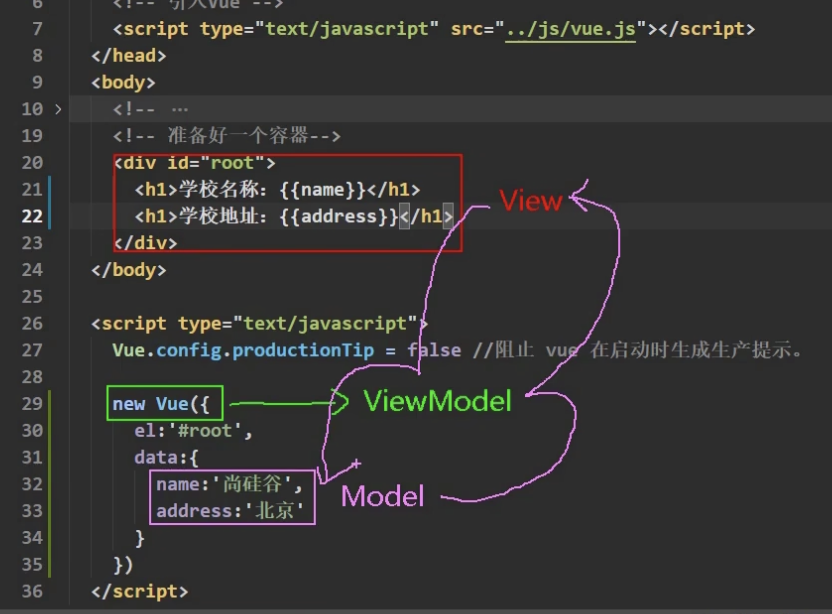 6 <!-- 引入Vue -->
7 <script type="text/javascript" src="../js/vue.js"></script>
8 </head>
9 <body>
10 > <!-- …
19 <!-- 准备好一个容器-->
20 <div id="root">
21 <h1>学校名称：{{name}}</h1>
22 <h1>学校地址：{{address}}</h1>
View
23 </div>
24 </body>
25
26 <script type="text/javascript">
27 Vue.config.productionTip = false //阻止 vue 在启动时生成生产提示。
28
29 new Vue({
ViewModel
30 el:'#root',
31 data:{
32 name:'尚硅谷',
33 address:'北京'
Model
34 }
35 })
36 </script>